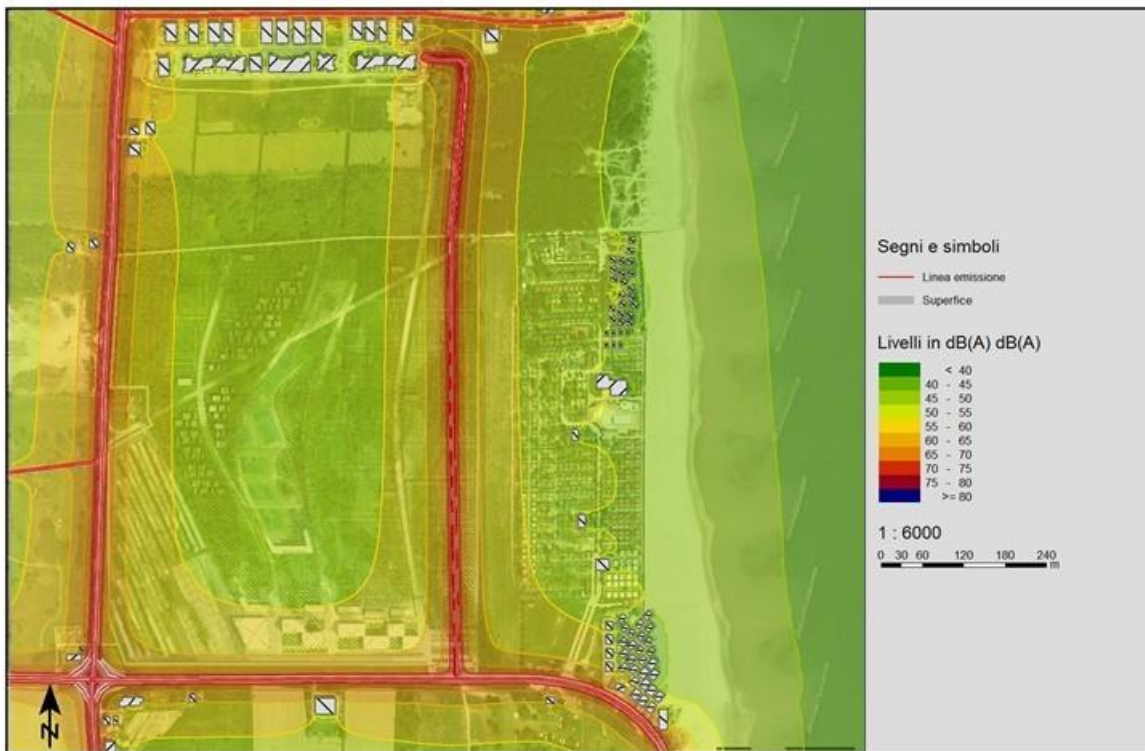 Segni e simboli
Linea emissione
Superfice
Livelli in dB(A) dB(A)
< 40
40 - 45
45 - 50
50 - 55
55 - 60
60 - 65
65 - 70
70 - 75
75 - 80
>= 80
1 : 6000
0 30 60 120 180 240
m
N